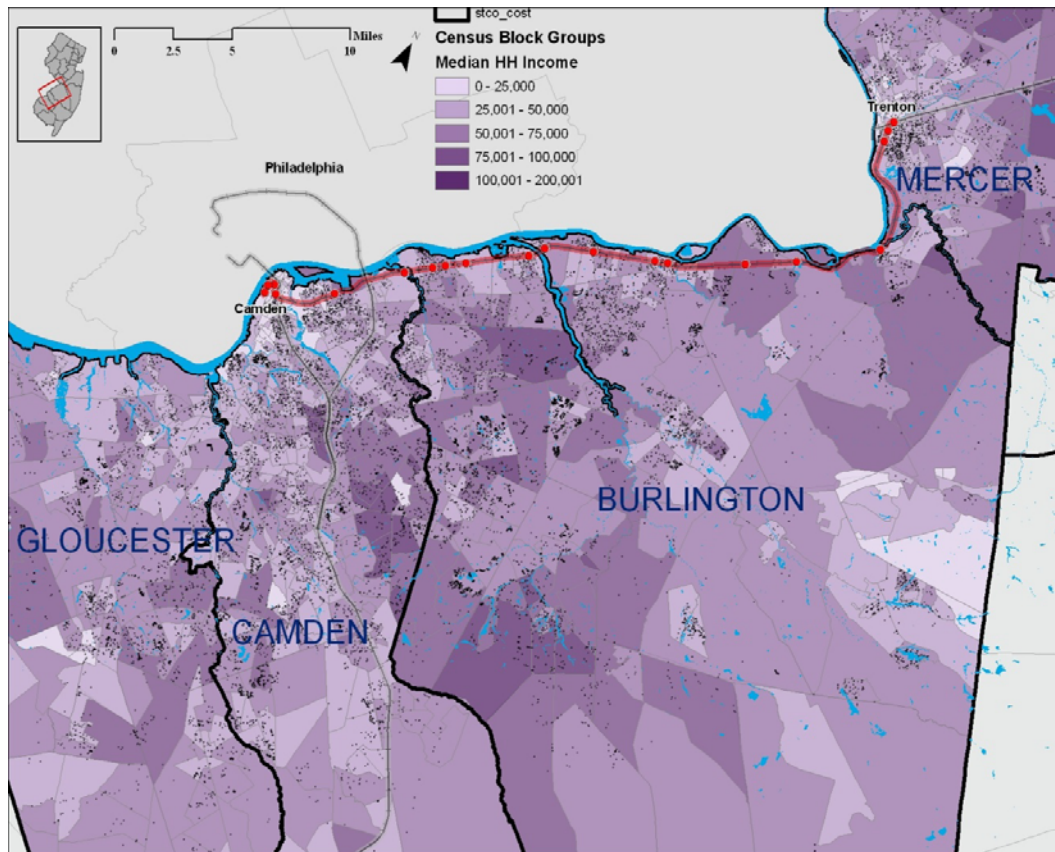 stco_cost
Miles
0 2.5 5 10
N
Census Block Groups
Median HH Income
0 - 25,000
25,001 - 50,000
50,001 - 75,000
75,001 - 100,000
100,001 - 200,001
Trenton
Philadelphia
MERCER
Camden
BURLINGTON
GLOUCESTER
CAMDEN